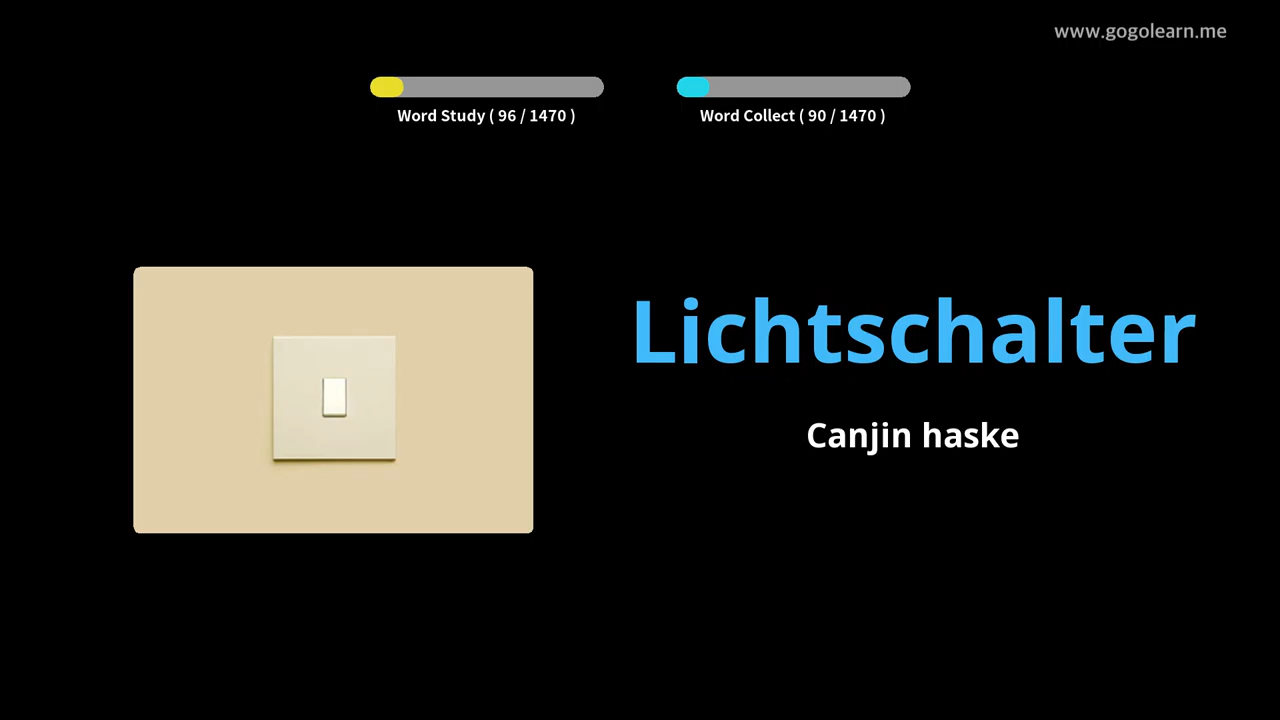 www.gogolearn.me
Word Study ( 96 / 1470 )
Word Collect ( 90 / 1470 )
Lichtschalter
Canjin haske